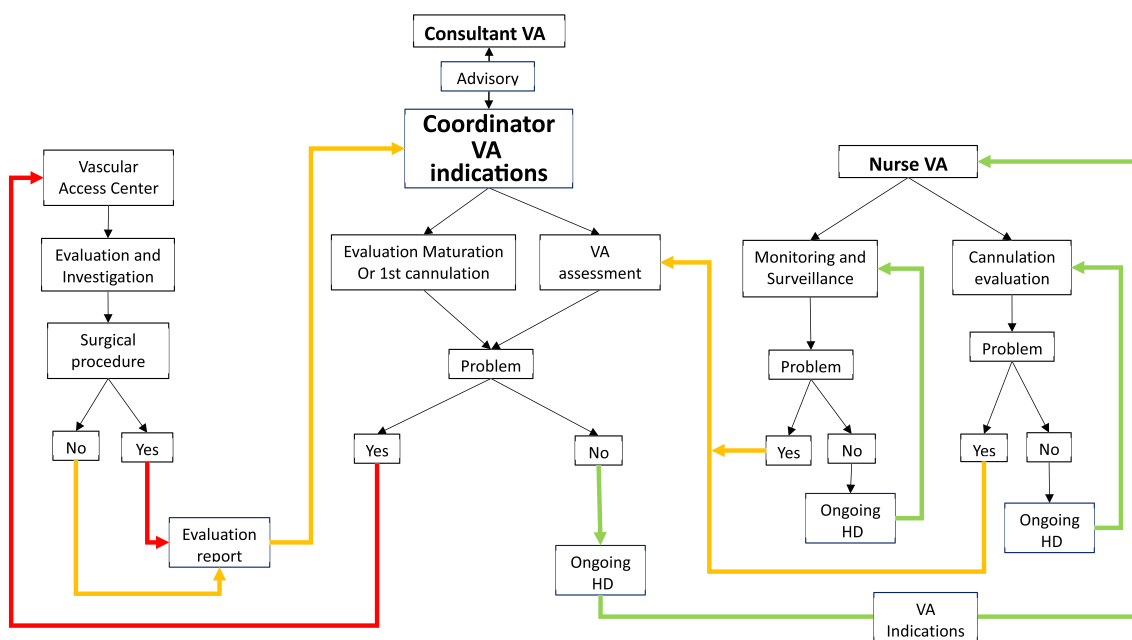 Consultant VA
Advisory
Coordinator
VA
indications
Vascular
Access Center
Evaluation and
Investigation
Surgical
procedure
No
Yes
Evaluation
report
Evaluation Maturation
Or 1st cannulation
VA
assessment
Problem
Yes
No
Ongoing
HD
Nurse VA
Monitoring and
Surveillance
Problem
Yes
No
Ongoing
HD
Cannulation
evaluation
Problem
Yes
No
Ongoing
HD
VA
Indications